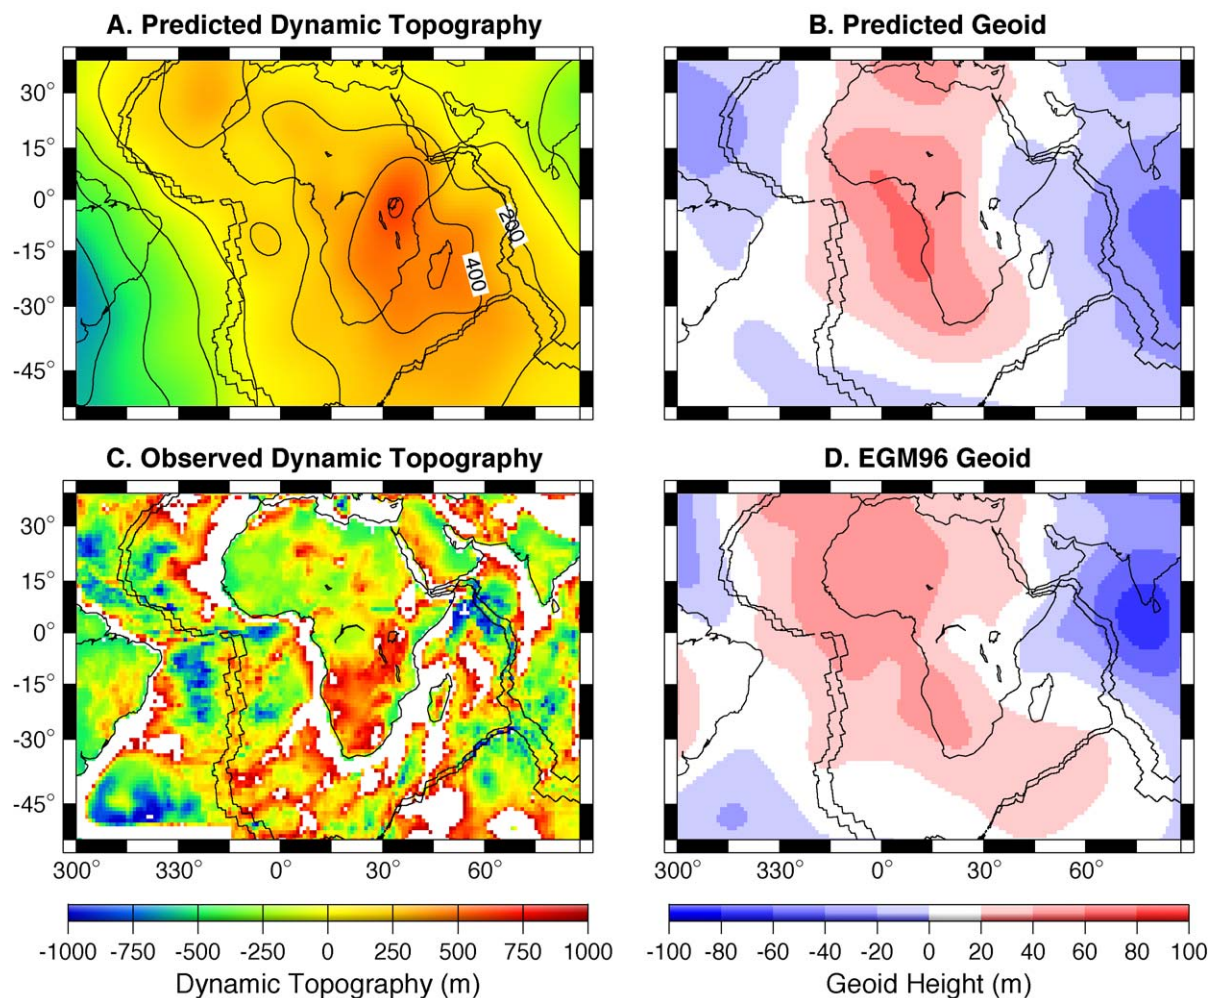 A. Predicted Dynamic Topography
B. Predicted Geoid
30°
15°
0°
-15°
-30°
-45°
200
400
C. Observed Dynamic Topography
D. EGM96 Geoid
30°
15°
0°
-15°
-30°
-45°
300° 330° 0° 30° 60°
300° 330° 0° 30° 60°
-1000 -750 -500 -250 0 250 500 750 1000
-100 -80 -60 -40 -20 0 20 40 60 80 100
Dynamic Topography (m)
Geoid Height (m)